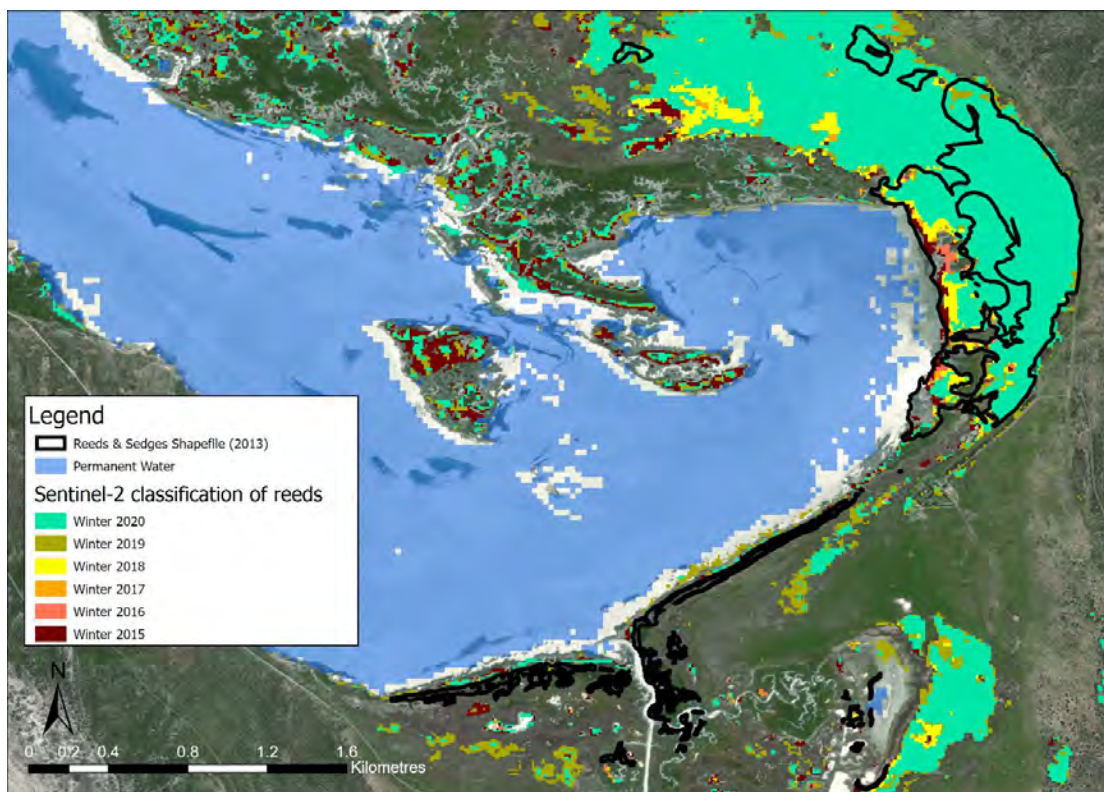 Legend
Reeds & Sedges Shapefile (2013)
Permanent Water
Sentinel-2 classification of reeds
Winter 2020
Winter 2019
Winter 2018
Winter 2017
Winter 2016
Winter 2015
N
0 0.2 0.4 0.8 1.2 1.6
Kilometres